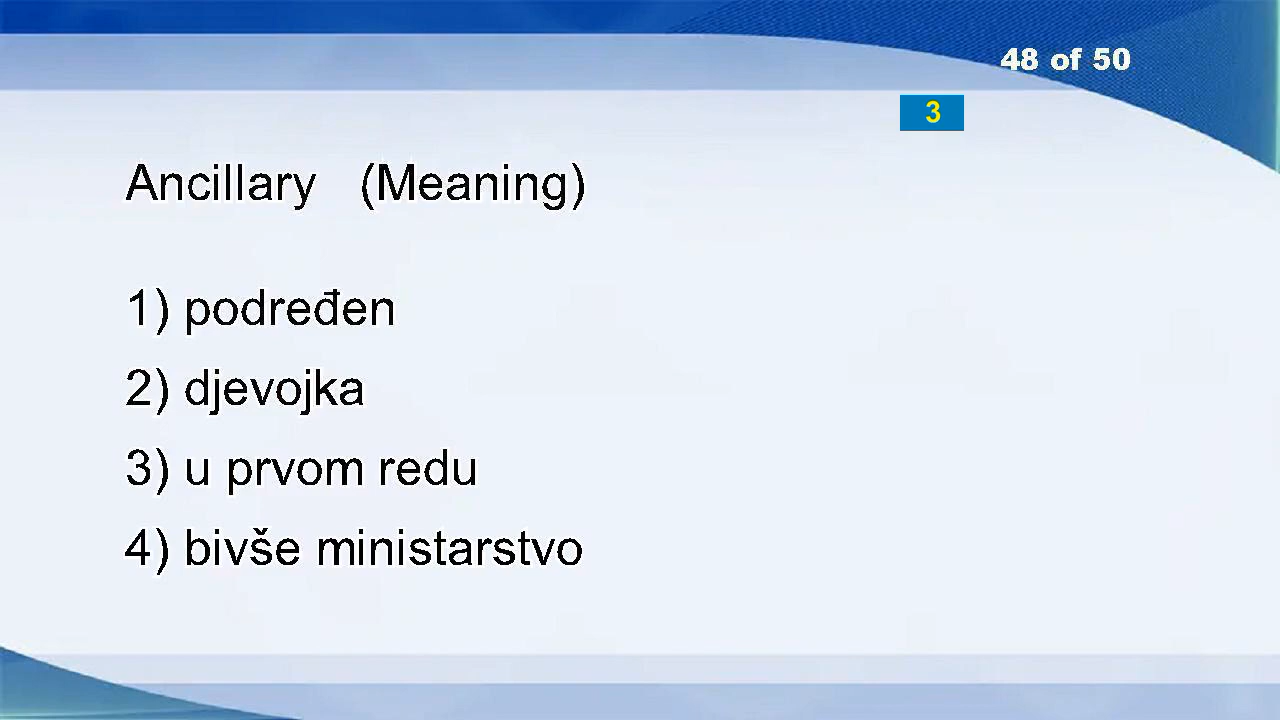 48 of 50
3
Ancillary (Meaning)
1) podređen
2) djevojka
3) u prvom redu
4) bivše ministarstvo